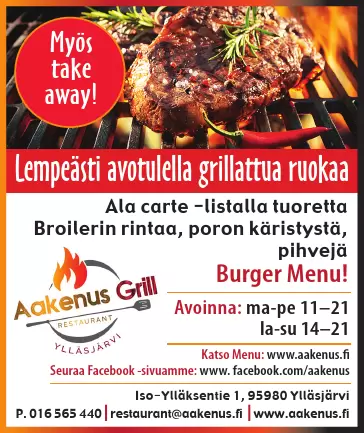 Myös
take
away!
Lempeästi avotulella grillattua ruokaa
Ala carte -listalla tuoretta
Broilerin rintaa, poron käristystä,
pihvejä
Burger Menu!
Aakenus Grill
RESTAURANT
YLLÄSJÄRVI
Avoinna: ma-pe 11–21
la-su 14–21
Katso Menu: www.aakenus.fi
Seuraa Facebook -sivuamme: www. facebook.com/aakenus
Iso-Ylläksentie 1, 95980 Ylläsjärvi
P. 016 565 440 | restaurant@aakenus.fi | www.aakenus.fi